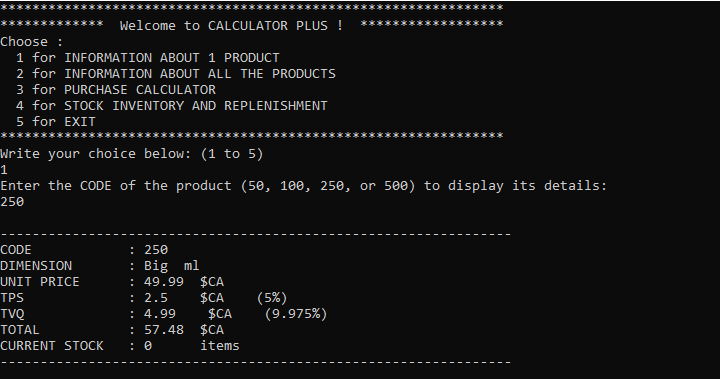 ***************************************************************
*************  Welcome to CALCULATOR PLUS !  ******************
Choose :
  1 for INFORMATION ABOUT 1 PRODUCT
  2 for INFORMATION ABOUT ALL THE PRODUCTS
  3 for PURCHASE CALCULATOR
  4 for STOCK INVENTORY AND REPLENISHMENT
  5 for EXIT
***************************************************************
Write your choice below: (1 to 5)
1
Enter the CODE of the product (50, 100, 250, or 500) to display its details:
250

----------------------------------------------------------------
CODE            : 250
DIMENSION       : Big  ml
UNIT PRICE      : 49.99  $CA
TPS             : 2.5    $CA    (5%)
TVQ             : 4.99    $CA    (9.975%)
TOTAL           : 57.48  $CA
CURRENT STOCK   : 0      items
----------------------------------------------------------------